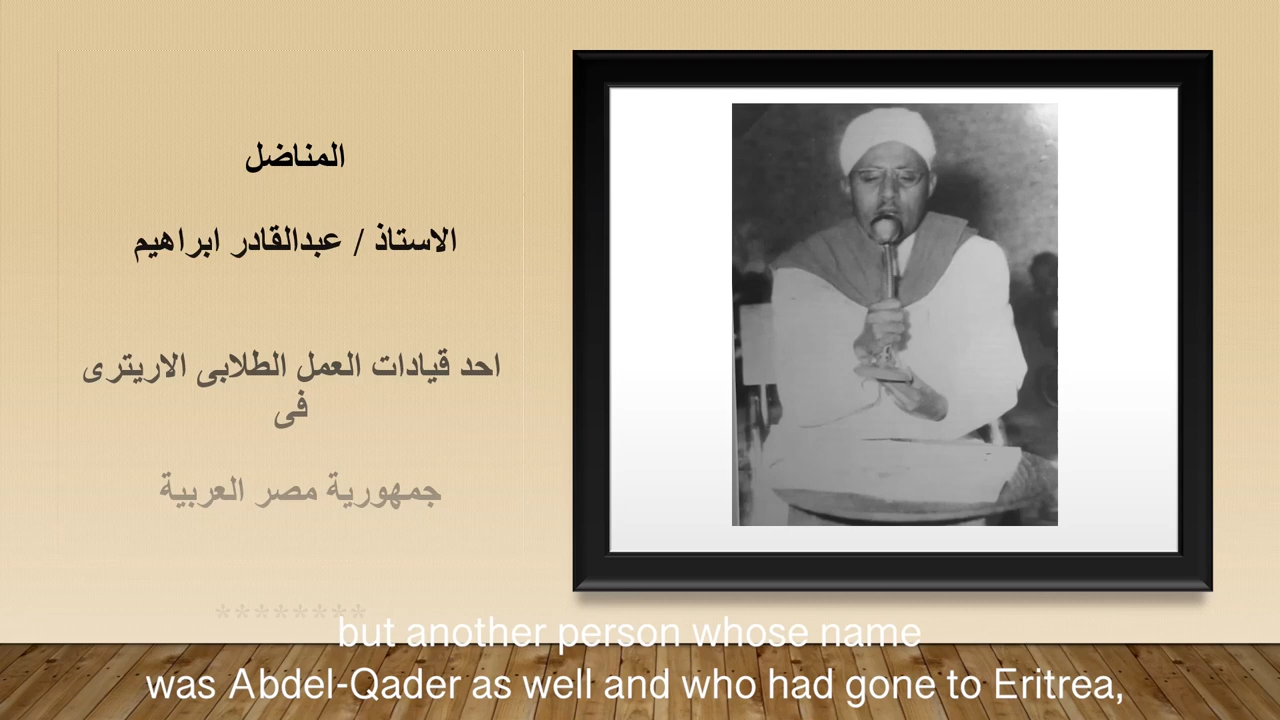 المناضل
الاستاذ / عبدالقادر ابراهيم
احد قيادات العمل الطلابى الاريترى
فى
جمهورية مصر العربية
********
but another person whose name
was Abdel-Qader as well and who had gone to Eritrea,